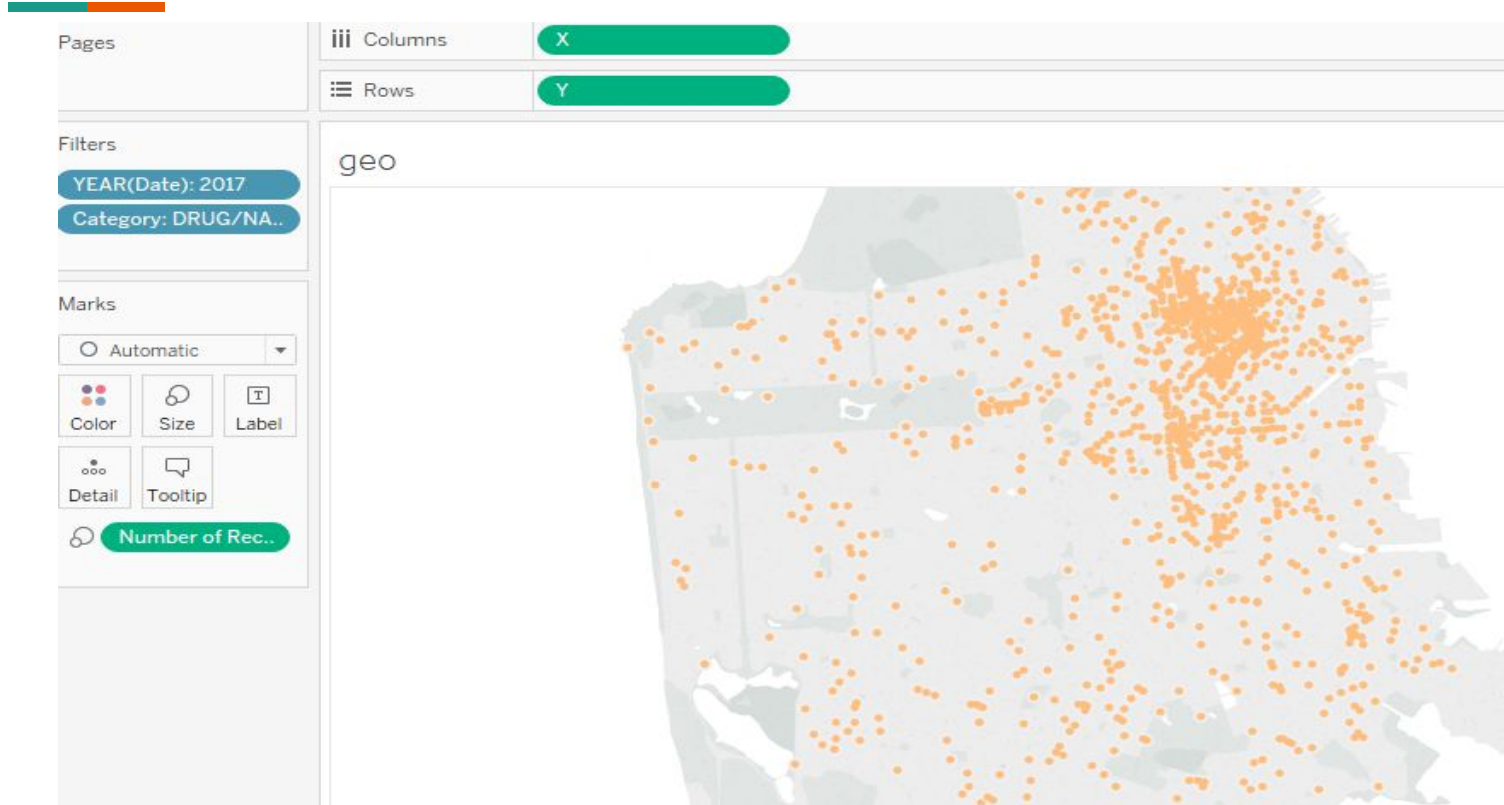 Pages
Columns
X
Rows
Y
Filters
YEAR(Date): 2017
Category: DRUG/NA..
geo
Marks
Automatic
Color
Size
T
Label
Detail
Tooltip
Number of Rec..